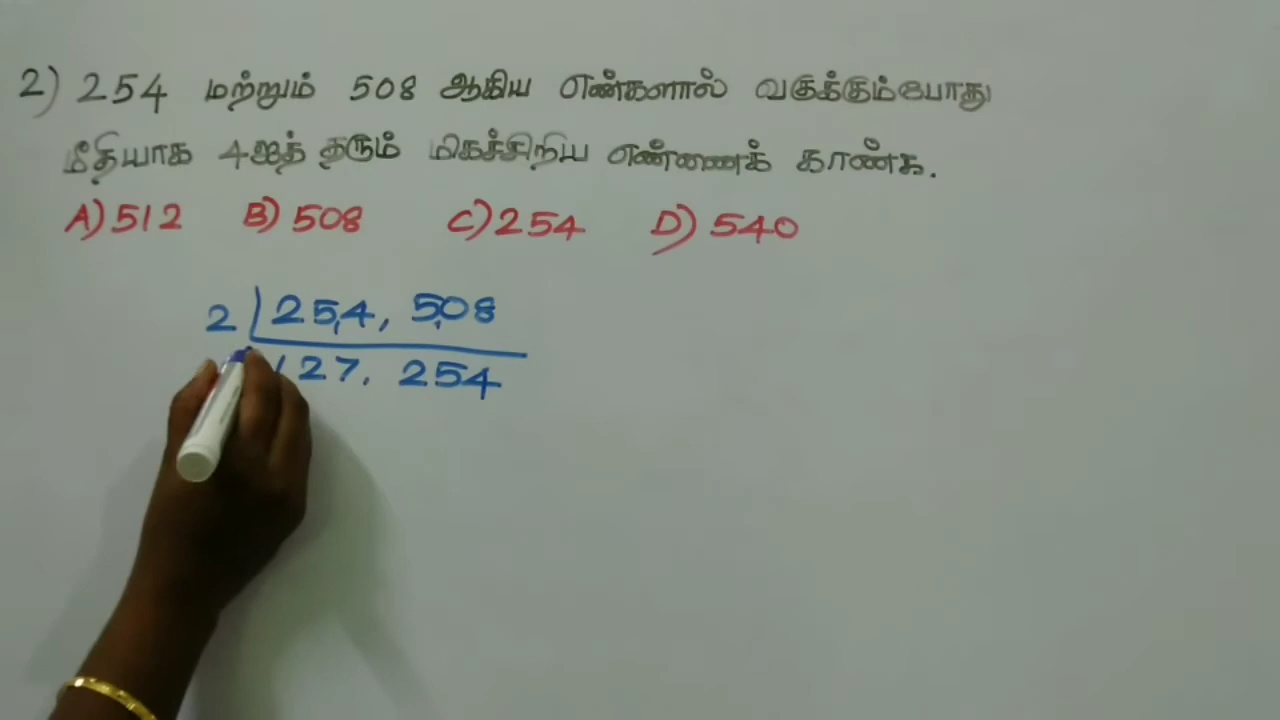 2) 254 மற்றும் 508 ஆகிய எண்களால் வகுக்கும்போது
மீதியாக 4ஐத் தரும் மிகச்சிறிய எண்ணைக் காண்க.
A) 512 B) 508 C) 254 D) 540
2 | 254, 508
127, 254